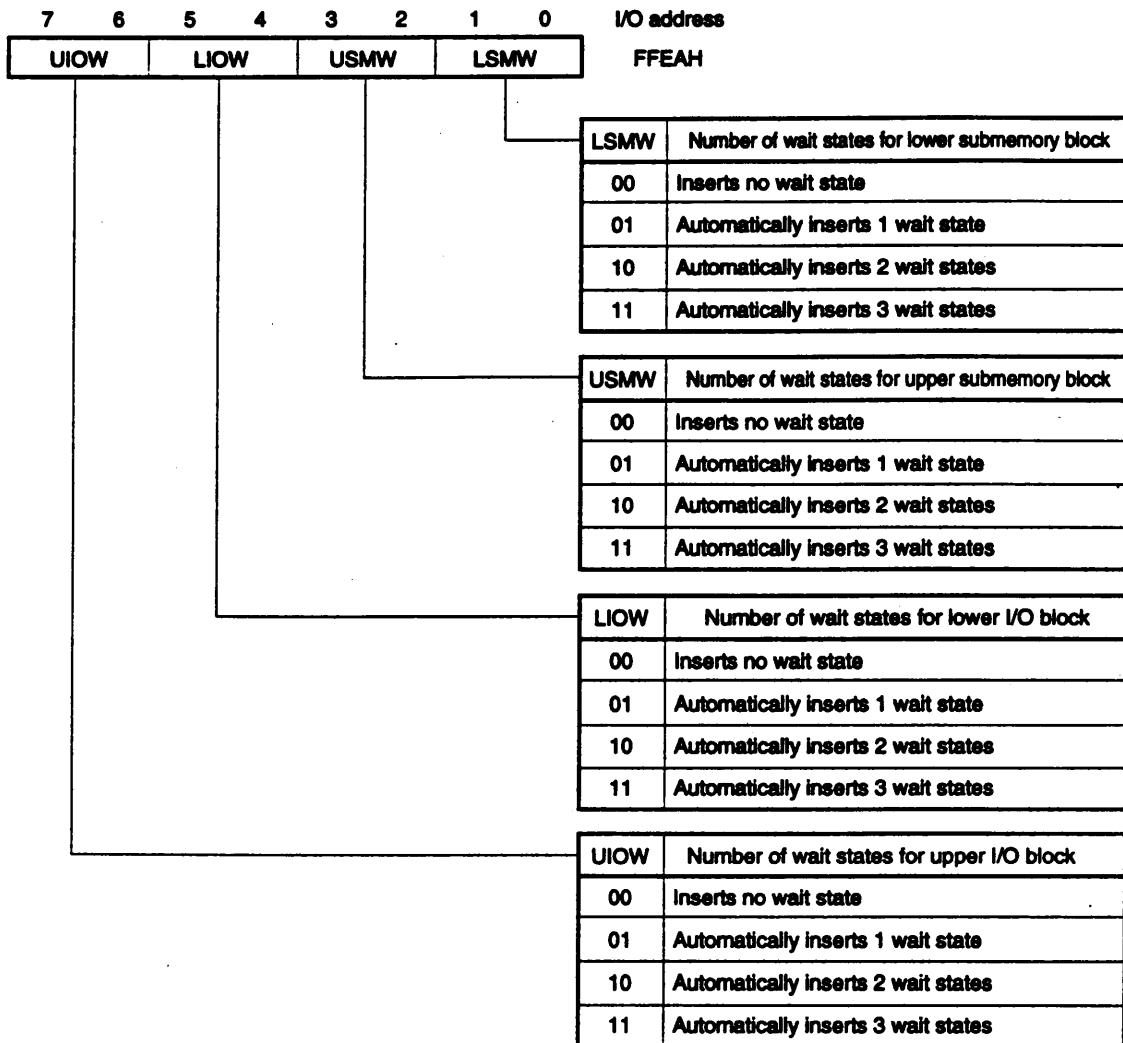 7 6 5 4 3 2 1 0 I/O address
UIOW LIOW USMW LSMW FFEAH
LSMW Number of wait states for lower submemory block
00 Inserts no wait state
01 Automatically inserts 1 wait state
10 Automatically inserts 2 wait states
11 Automatically inserts 3 wait states
USMW Number of wait states for upper submemory block
00 Inserts no wait state
01 Automatically inserts 1 wait state
10 Automatically inserts 2 wait states
11 Automatically inserts 3 wait states
LIOW Number of wait states for lower I/O block
00 Inserts no wait state
01 Automatically inserts 1 wait state
10 Automatically inserts 2 wait states
11 Automatically inserts 3 wait states
UIOW Number of wait states for upper I/O block
00 Inserts no wait state
01 Automatically inserts 1 wait state
10 Automatically inserts 2 wait states
11 Automatically inserts 3 wait states